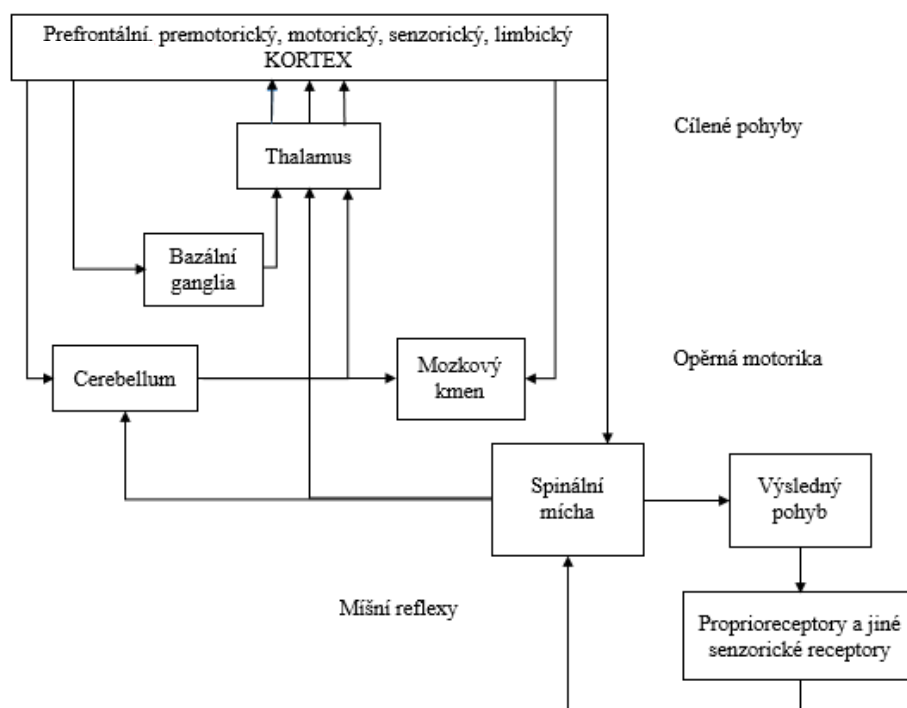 Prefrontální. premotorický, motorický, senzorický, limbický
KORTEX
Cílené pohyby
Thalamus
Bazální
ganglia
Opěrná motorika
Cerebellum
Mozkový
kmen
Spinální
mícha
Výsledný
pohyb
Míšní reflexy
Proprioreceptory a jiné
senzorické receptory